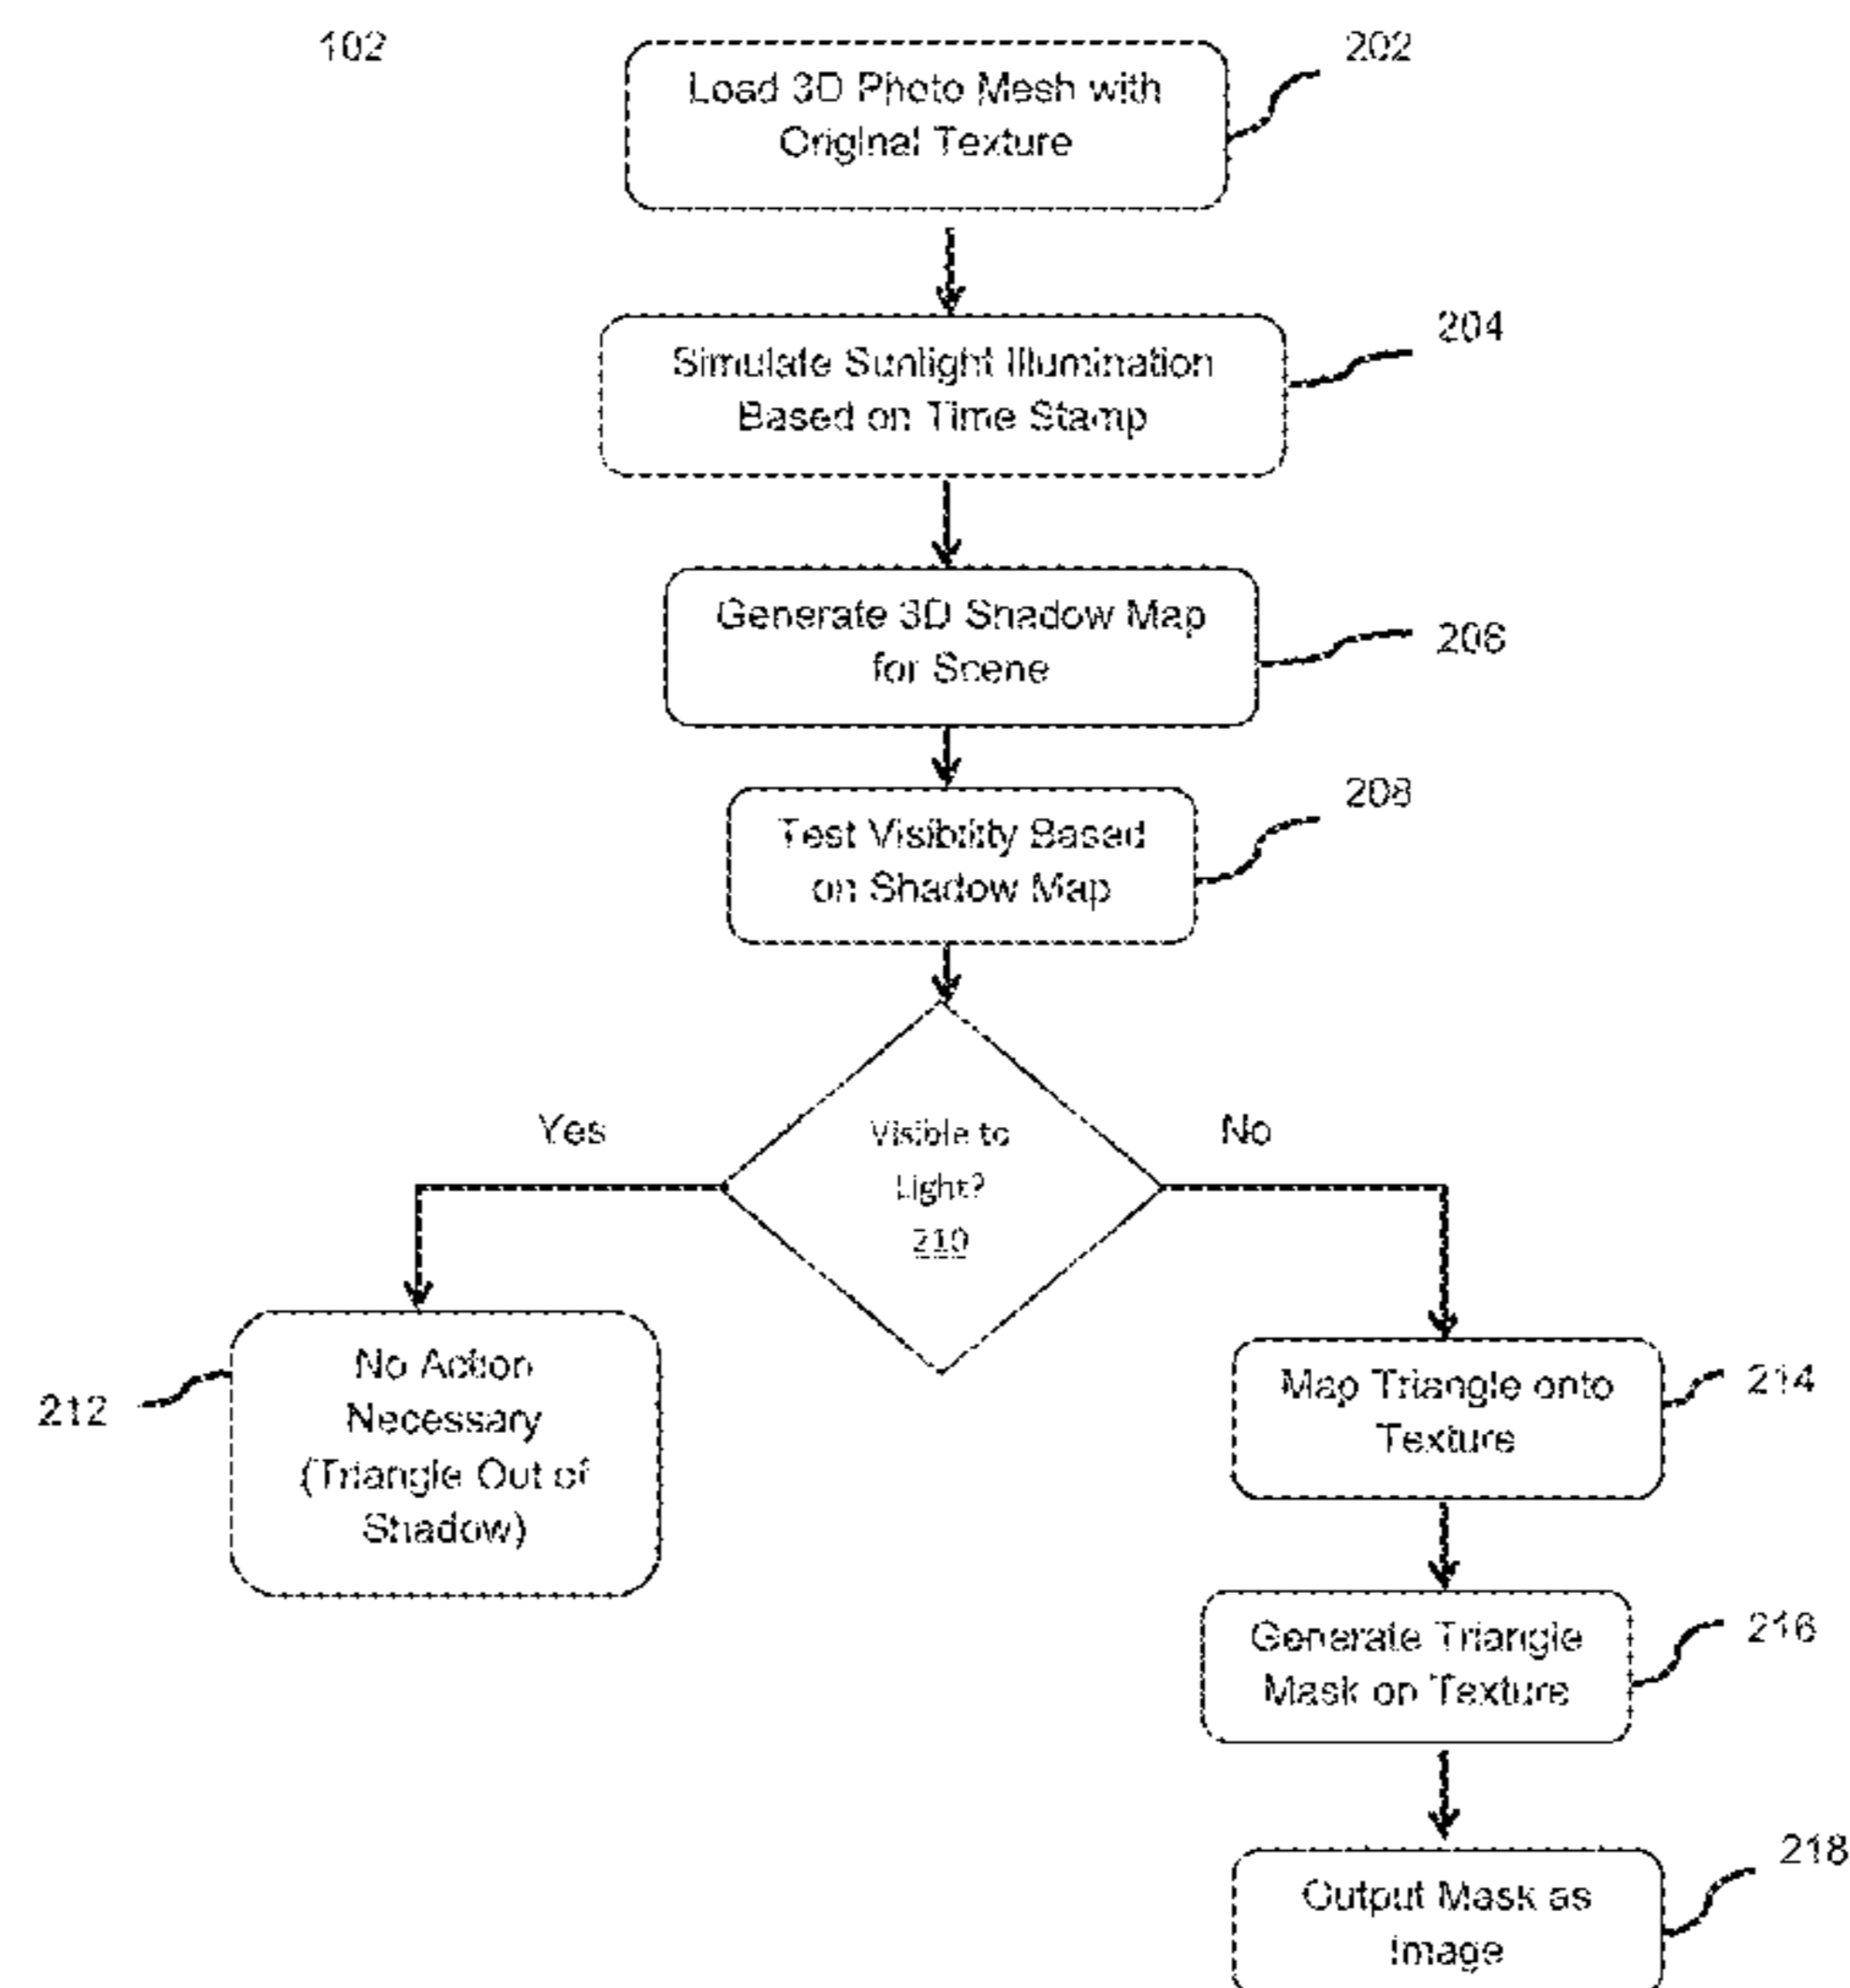 102
Load 3D Photo Mesh with
Original Texture
202
Simulate Sunlight Illumination
Based on Time Stamp
204
Generate 3D Shadow Map
for Scene
206
Test Visibility Based
on Shadow Map
208
Visible to
Light?
210
Yes
No
No Action
Necessary
(Triangle Out of
Shadow)
212
Map Triangle onto
Texture
214
Generate Triangle
Mask on Texture
216
Output Mask as
Image
218